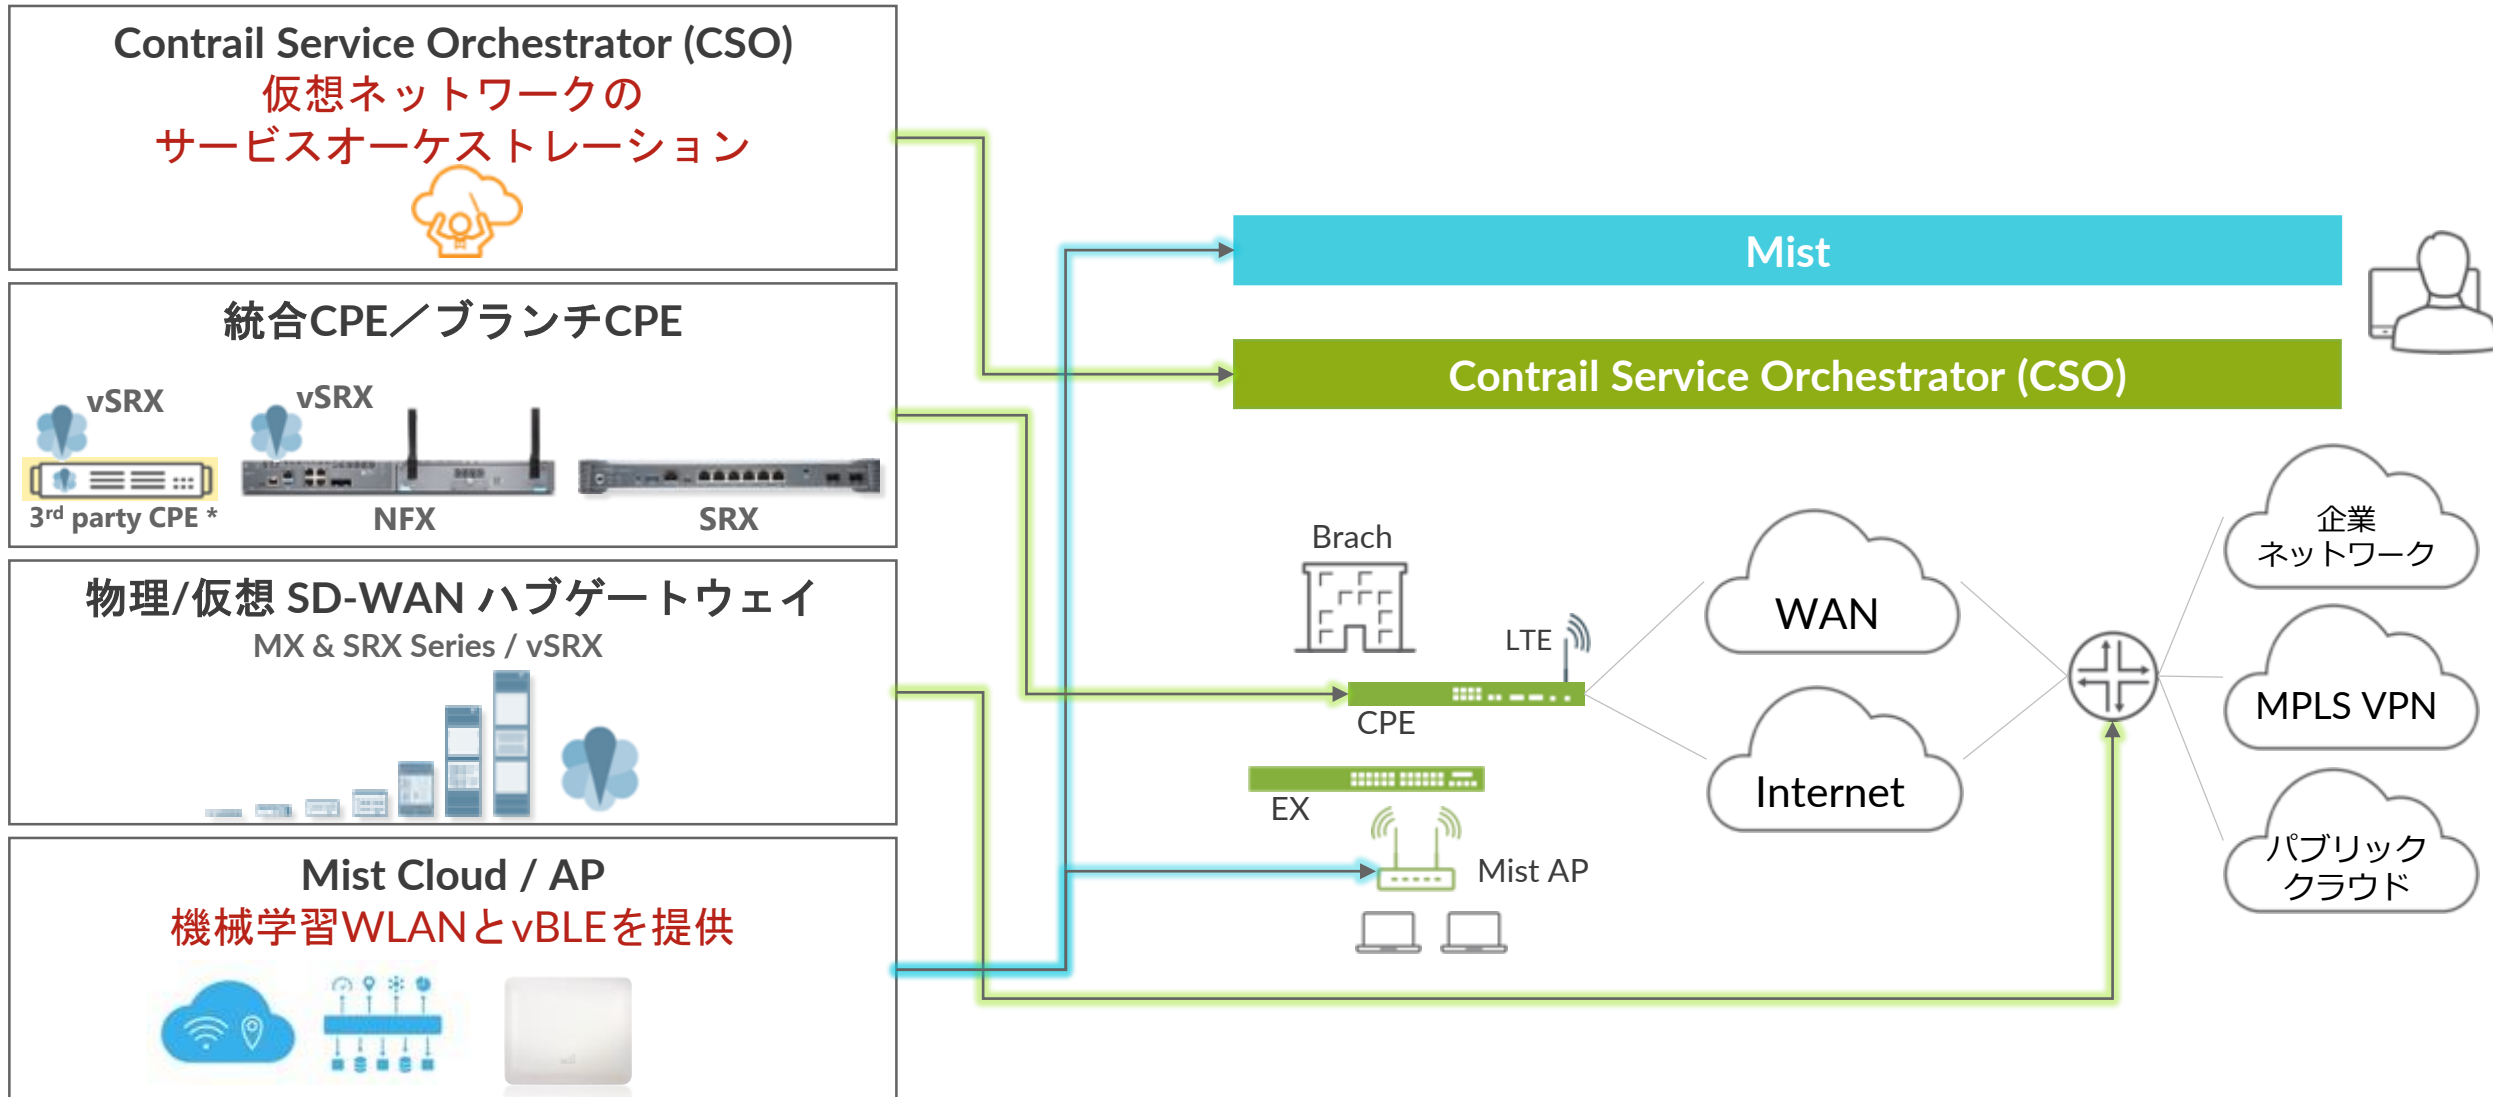 Contrail Service Orchestrator (CSO)
仮想ネットワークの
サービスオーケストレーション
統合CPE／ブランチCPE
vSRX
vSRX
3rd party CPE *
NFX
SRX
物理/仮想 SD-WAN ハブゲートウェイ
MX & SRX Series / vSRX
Mist Cloud / AP
機械学習WLANとvBLEを提供
Mist
Contrail Service Orchestrator (CSO)
Brach
LTE
CPE
EX
Mist AP
WAN
Internet
企業
ネットワーク
MPLS VPN
パブリック
クラウド